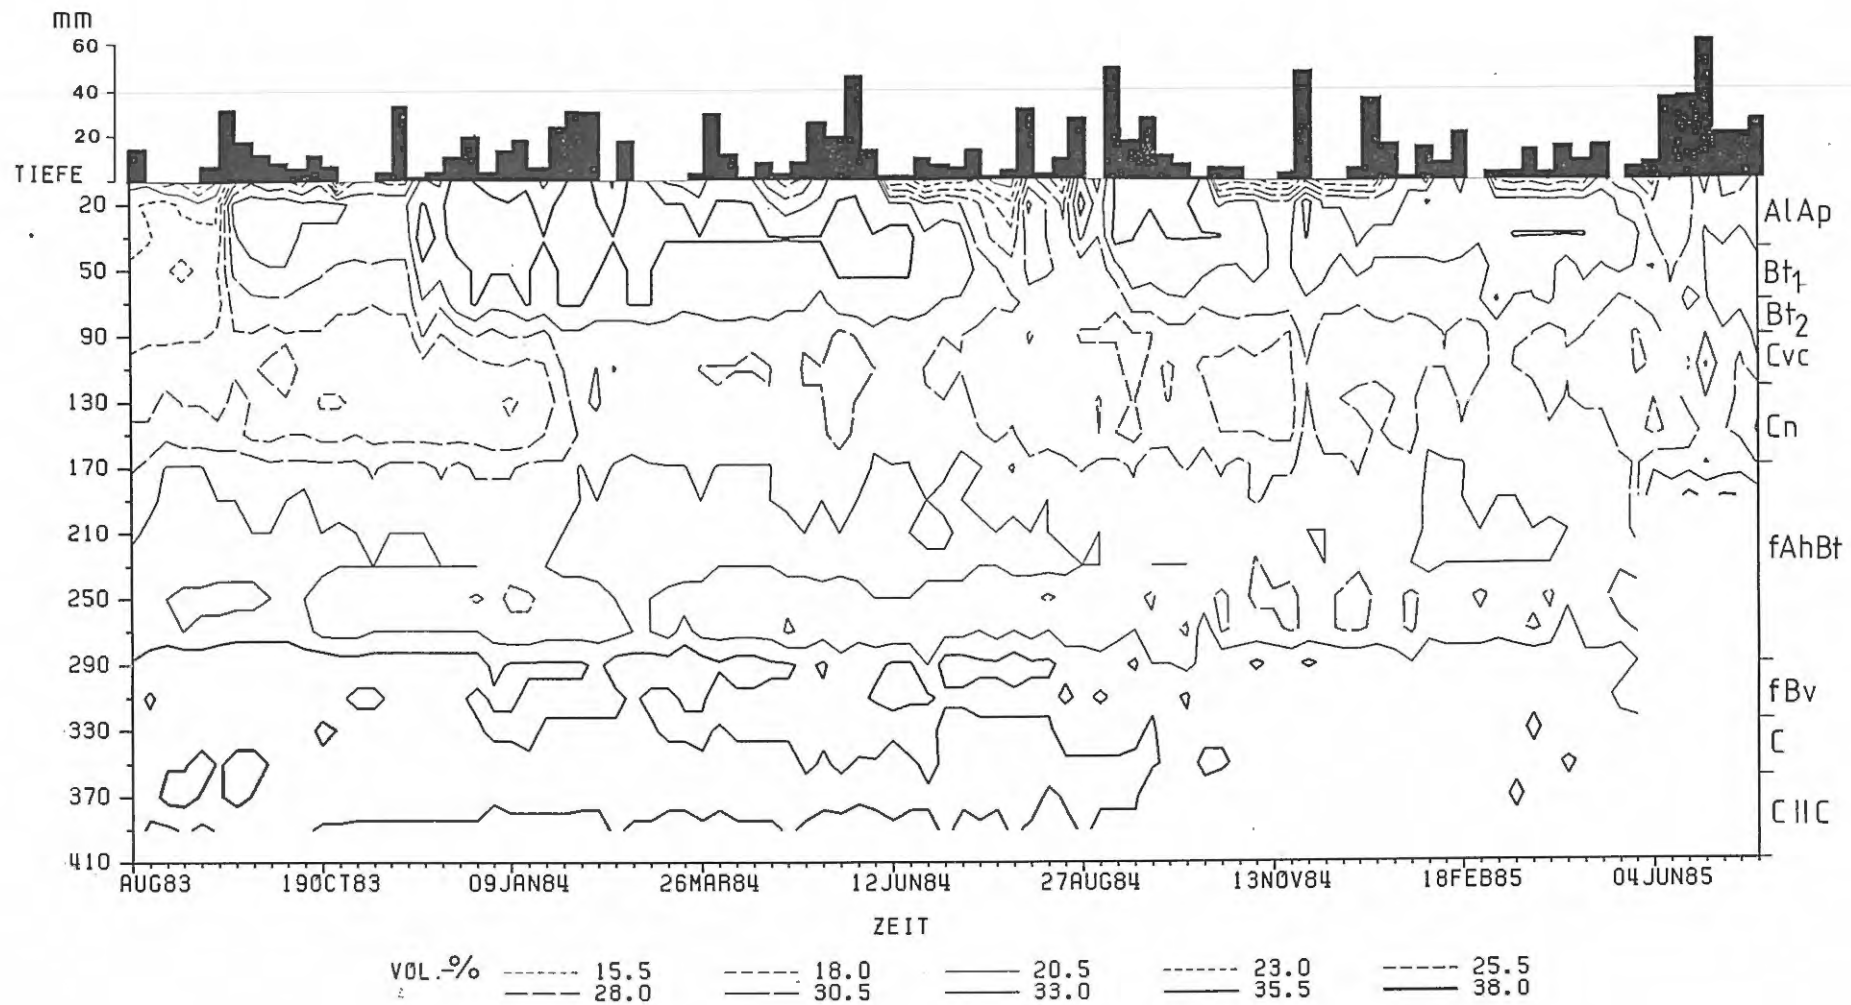 mm
60
40
20
TIEFE
20
50
90
130
170
210
250
290
330
370
410
AlAp
Bt1
Bt2
Cvc
Cn
fAhBt
fBv
C
CIIC
AUG83 19OCT83 09JAN84 26MAR84 12JUN84 27AUG84 13NOV84 18FEB85 04JUN85
ZEIT
VOL.-% 15.5 18.0 20.5 23.0 25.5
28.0 30.5 33.0 35.5 38.0